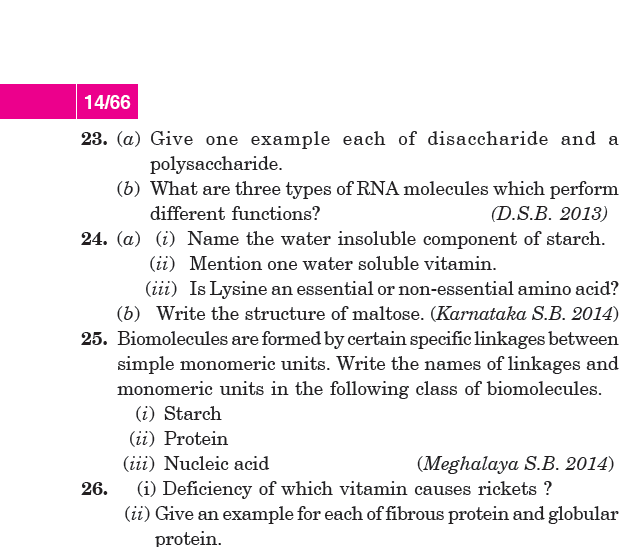 14/66
23. (a) Give one example each of disaccharide and a
polysaccharide.
(b) What are three types of RNA molecules which perform
different functions? (D.S.B. 2013)
24. (a) (i) Name the water insoluble component of starch.
(ii) Mention one water soluble vitamin.
(iii) Is Lysine an essential or non-essential amino acid?
(b) Write the structure of maltose. (Karnataka S.B. 2014)
25. Biomolecules are formed by certain specific linkages between
simple monomeric units. Write the names of linkages and
monomeric units in the following class of biomolecules.
(i) Starch
(ii) Protein
(iii) Nucleic acid (Meghalaya S.B. 2014)
26. (i) Deficiency of which vitamin causes rickets ?
(ii) Give an example for each of fibrous protein and globular
protein.